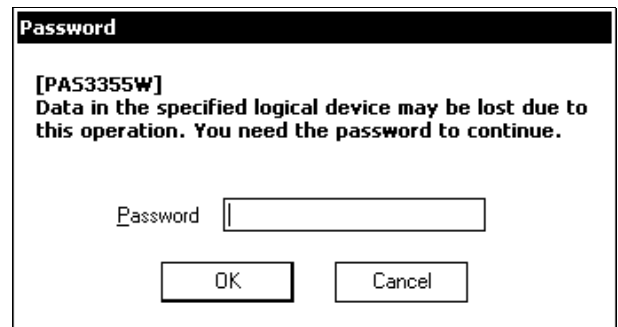 Password
[PAS3355W]
Data in the specified logical device may be lost due to
this operation. You need the password to continue.
Password
OK Cancel